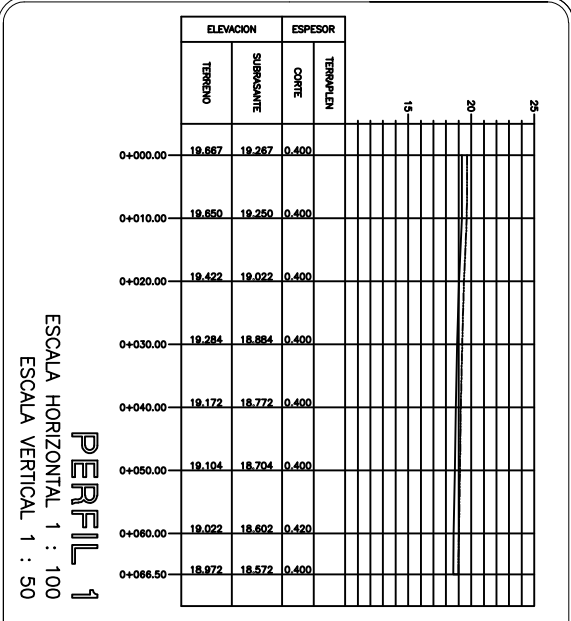 ELEVACION ESPESOR
TERRENO SUBRASANTE CORTE TERRAPLEN
15 20 25
0+000.00 19.667 19.267 0.400
0+010.00 19.650 19.250 0.400
0+020.00 19.422 19.022 0.400
0+030.00 19.284 18.884 0.400
0+040.00 19.172 18.772 0.400
0+050.00 19.104 18.704 0.400
0+060.00 19.022 18.602 0.420
0+066.50 18.972 18.572 0.400
PERFIL 1
ESCALA HORIZONTAL 1 : 100
ESCALA VERTICAL 1 : 50